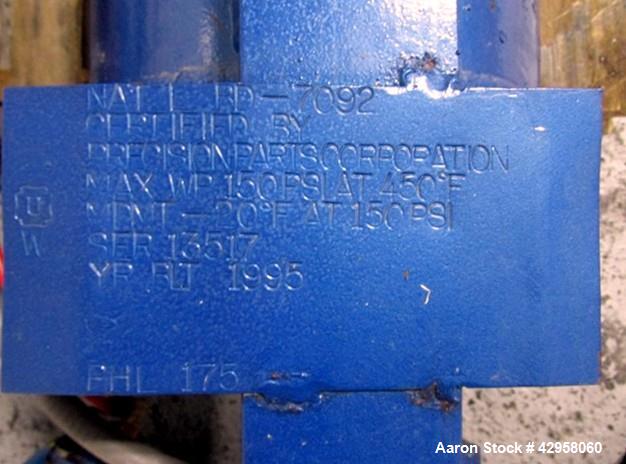 NAT'L BD-7092
CERTIFIED BY
PRECISION PARTS CORPORATION
MAX WP 150 PSI AT 450°F
MDMT -20°F AT 150 PSI
U
W
SER 13517
YR BLT 1995
PHL 175
Aaron Stock # 42958060